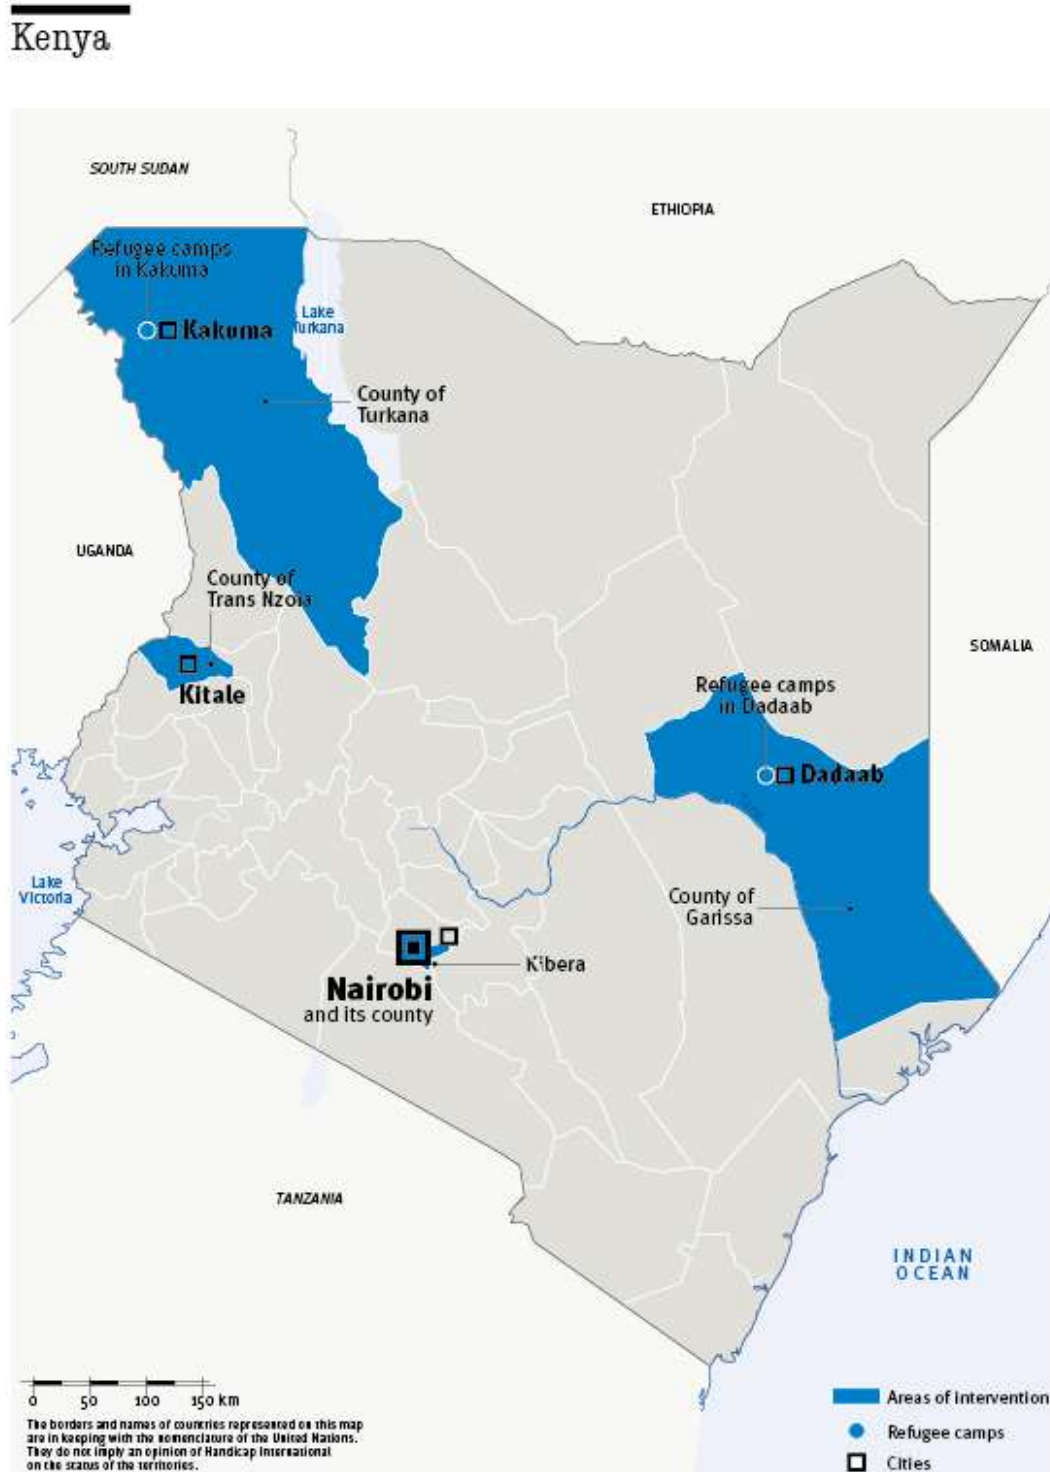 Kenya
SOUTH SUDAN
ETHIOPIA
Refugee camps
in Kakuma
Kakuma
Lake
Turkana
County of
Turkana
UGANDA
County of
Trans Nzoia
Kitale
SOMALIA
Refugee camps
in Dadaab
Dadaab
Lake
Victoria
County of
Garissa
Kibera
Nairobi
and its county
TANZANIA
INDIAN
OCEAN
0 50 100 150 km
The borders and names of countries represented on this map
are in keeping with the nomenclature of the United Nations.
They do not imply an opinion of Handicap International
on the status of the territories.
Areas of intervention
Refugee camps
Cities